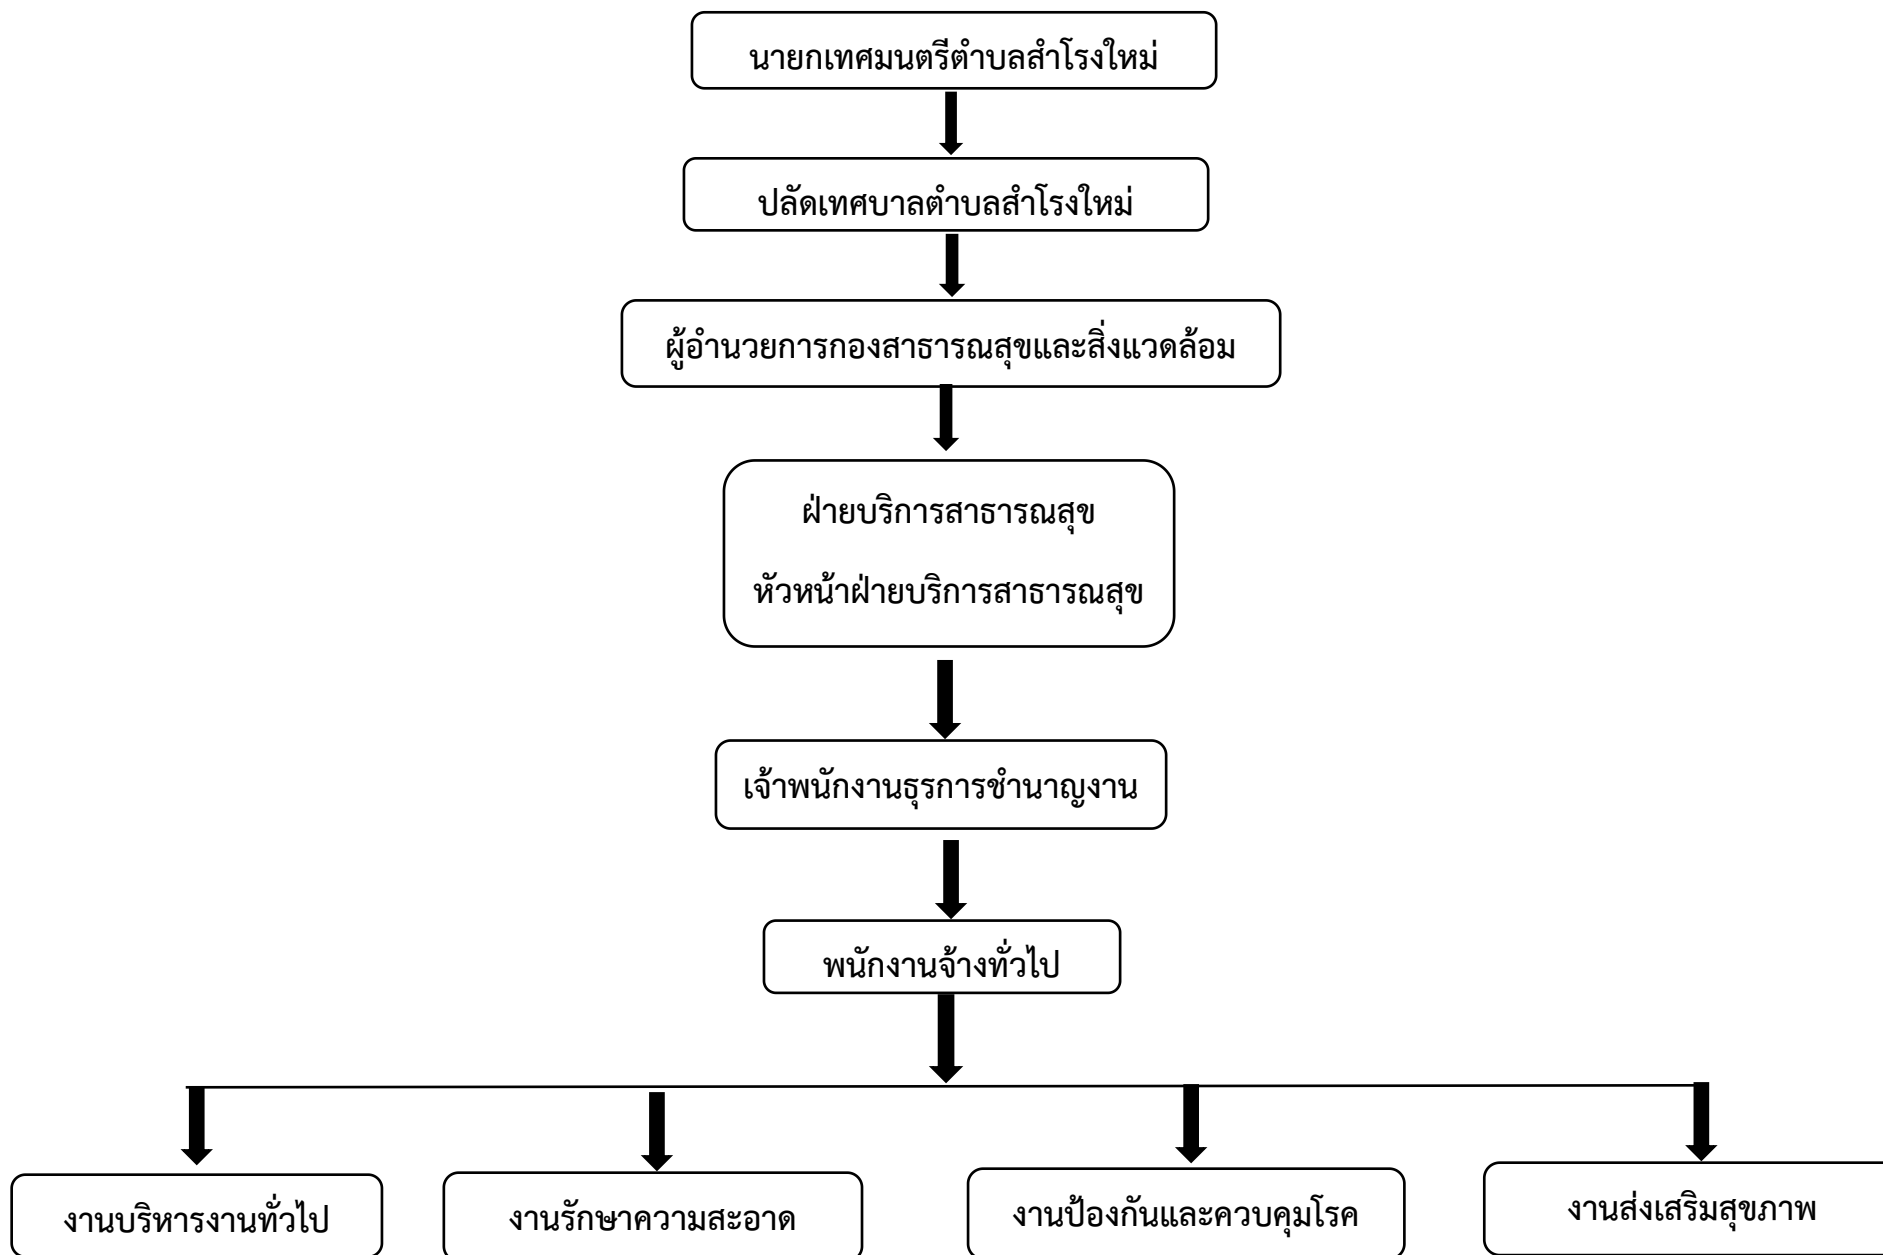 นายกเทศมนตรีตำบลสำโรงใหม่
ปลัดเทศบาลตำบลสำโรงใหม่
ผู้อำนวยการกองสาธารณสุขและสิ่งแวดล้อม
ฝ่ายบริการสาธารณสุข
หัวหน้าฝ่ายบริการสาธารณสุข
เจ้าพนักงานธุรการชำนาญงาน
พนักงานจ้างทั่วไป
งานบริหารงานทั่วไป
งานรักษาความสะอาด
งานป้องกันและควบคุมโรค
งานส่งเสริมสุขภาพ